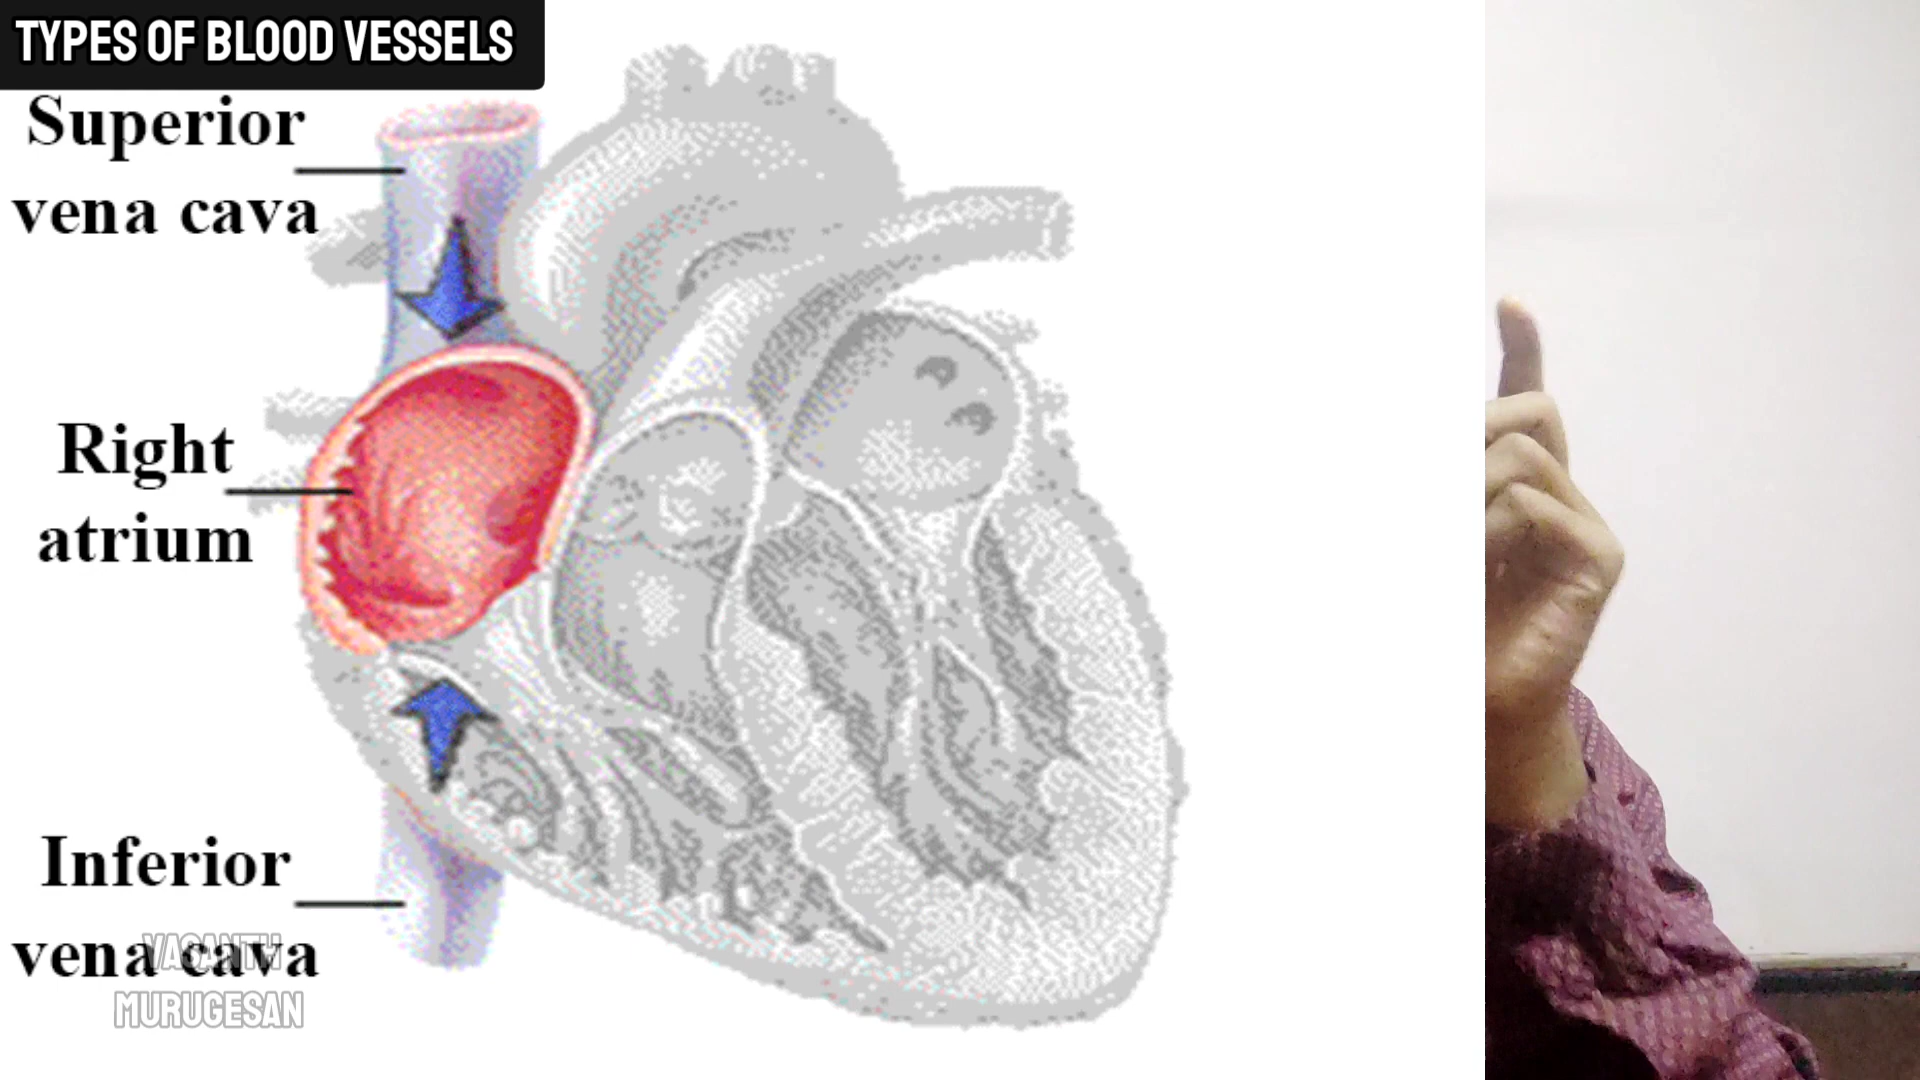 TYPES OF BLOOD VESSELS
Superior
vena cava
Right
atrium
Inferior
vena cava
VASANTH
MURUGESAN